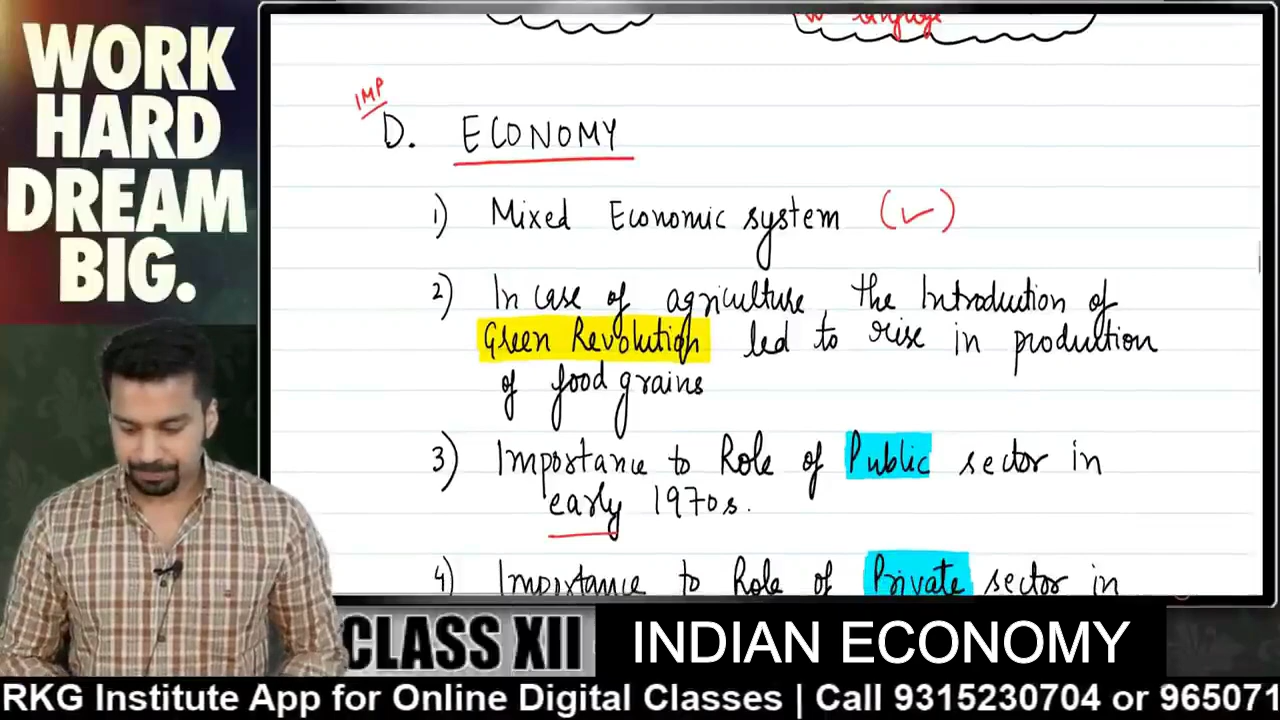 WORK
HARD
DREAM
BIG.
IMP
D. ECONOMY
1) Mixed Economic system (✓)
2) In case of agriculture, the Introduction of
Green Revolution led to rise in production
of food grains
3) Importance to Role of Public sector in
early 1970s.
4) Importance to Role of Private sector in
CLASS XII
INDIAN ECONOMY
RKG Institute App for Online Digital Classes | Call 9315230704 or 965071